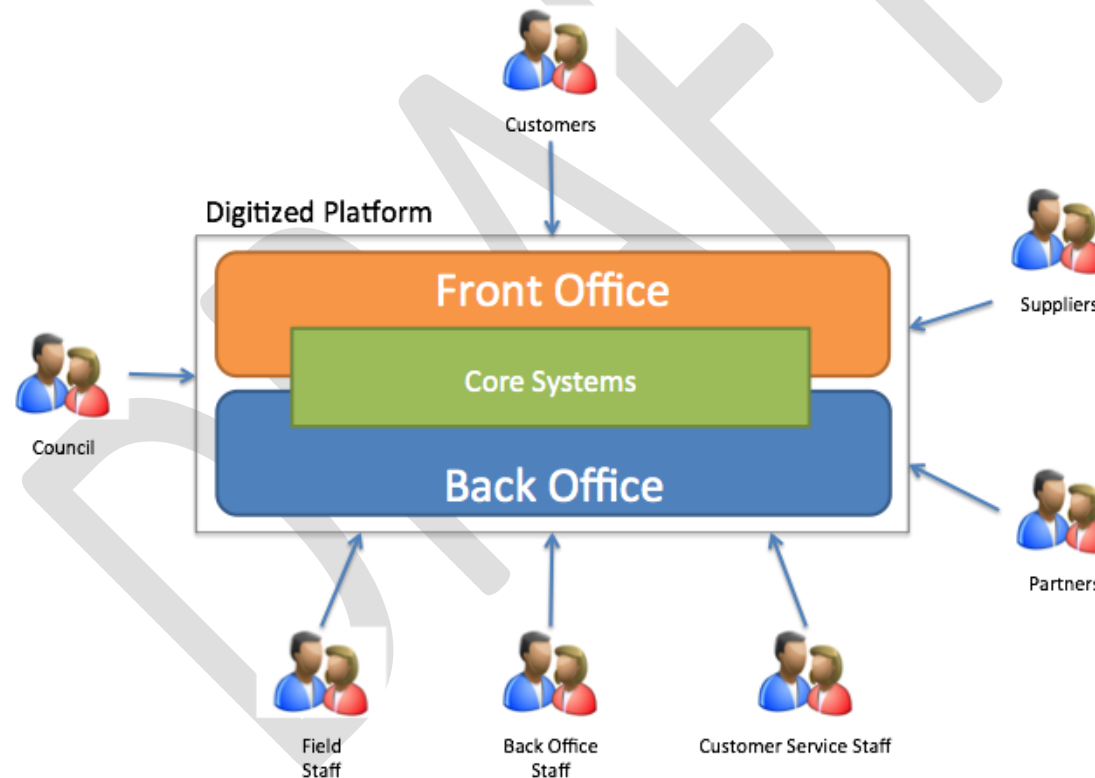 Customers
Digitized Platform
Front Office
Suppliers
Core Systems
Council
Back Office
Partners
Field
Staff
Back Office
Staff
Customer Service Staff
DRAFT